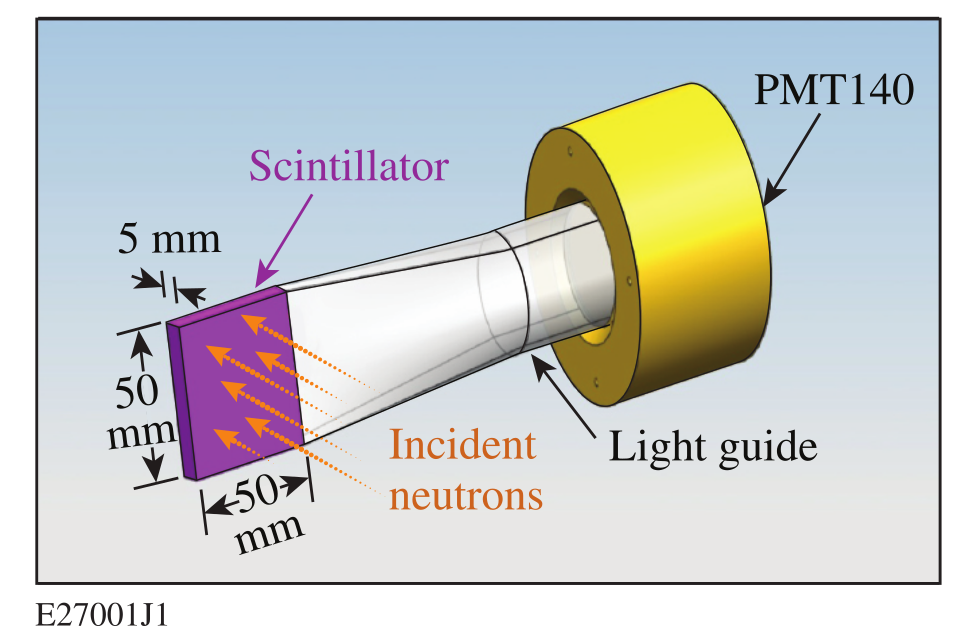 PMT140
Scintillator
5 mm
50
mm
Incident
neutrons
Light guide
50
mm
E27001J1